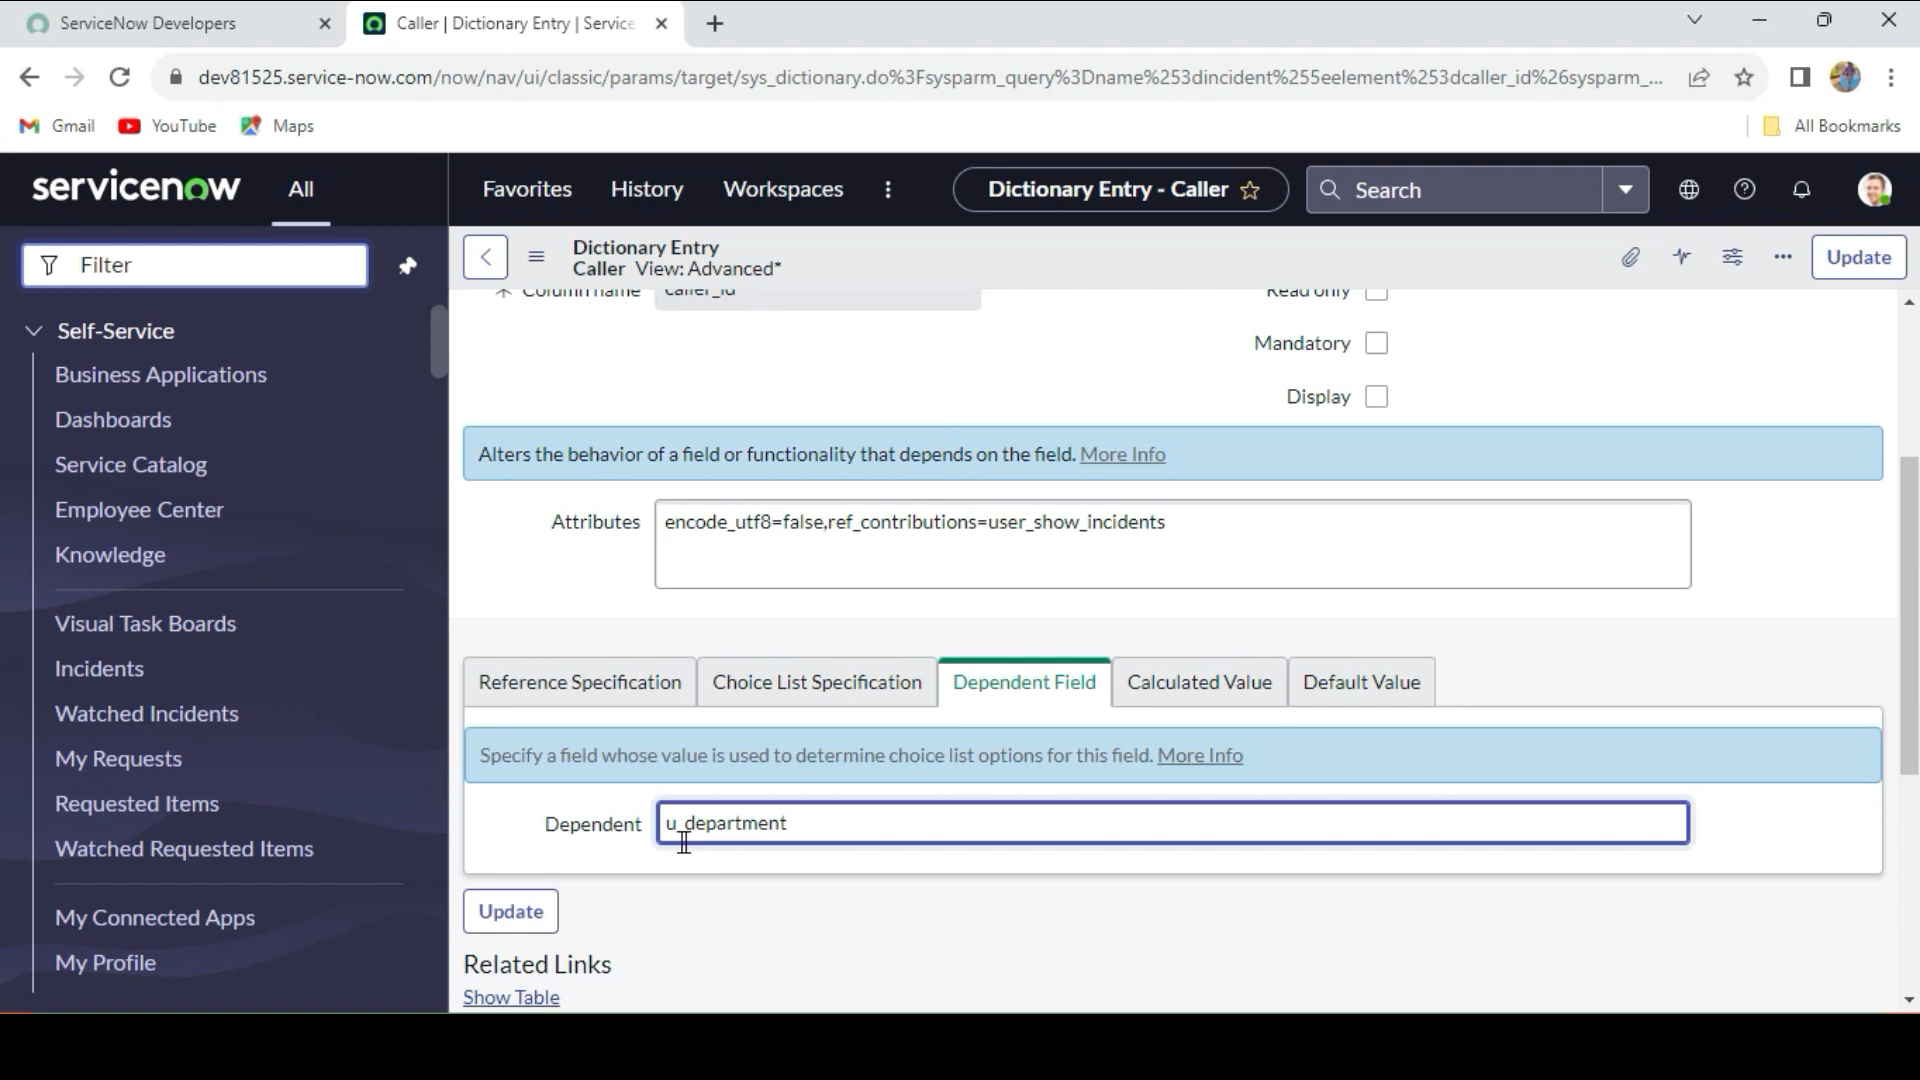 ServiceNow Developers
Caller | Dictionary Entry | Service
dev81525.service-now.com/now/nav/ui/classic/params/target/sys_dictionary.do%3Fsysparm_query%3Dname%253dincident%255eelement%253dcaller_id%26sysparm_...
Gmail YouTube Maps All Bookmarks
servicenow All Favorites History Workspaces Dictionary Entry - Caller Search
Filter
Dictionary Entry
Caller View: Advanced*
Update
Self-Service
Business Applications
Dashboards
Service Catalog
Employee Center
Knowledge
Visual Task Boards
Incidents
Watched Incidents
My Requests
Requested Items
Watched Requested Items
My Connected Apps
My Profile
Column name caller_id Read only
Mandatory
Display
Alters the behavior of a field or functionality that depends on the field. More Info
Attributes encode_utf8=false,ref_contributions=user_show_incidents
Reference Specification Choice List Specification Dependent Field Calculated Value Default Value
Specify a field whose value is used to determine choice list options for this field. More Info
Dependent u_department
Update
Related Links
Show Table